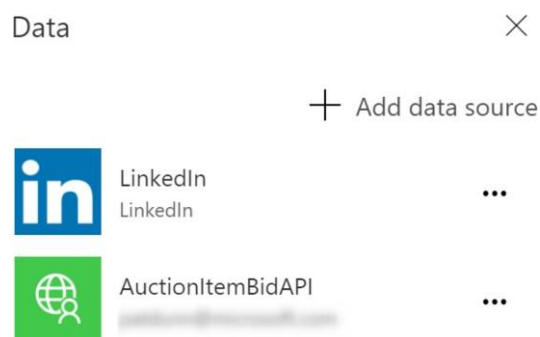 Data
Add data source
in
LinkedIn
LinkedIn
AuctionItemBidAPI